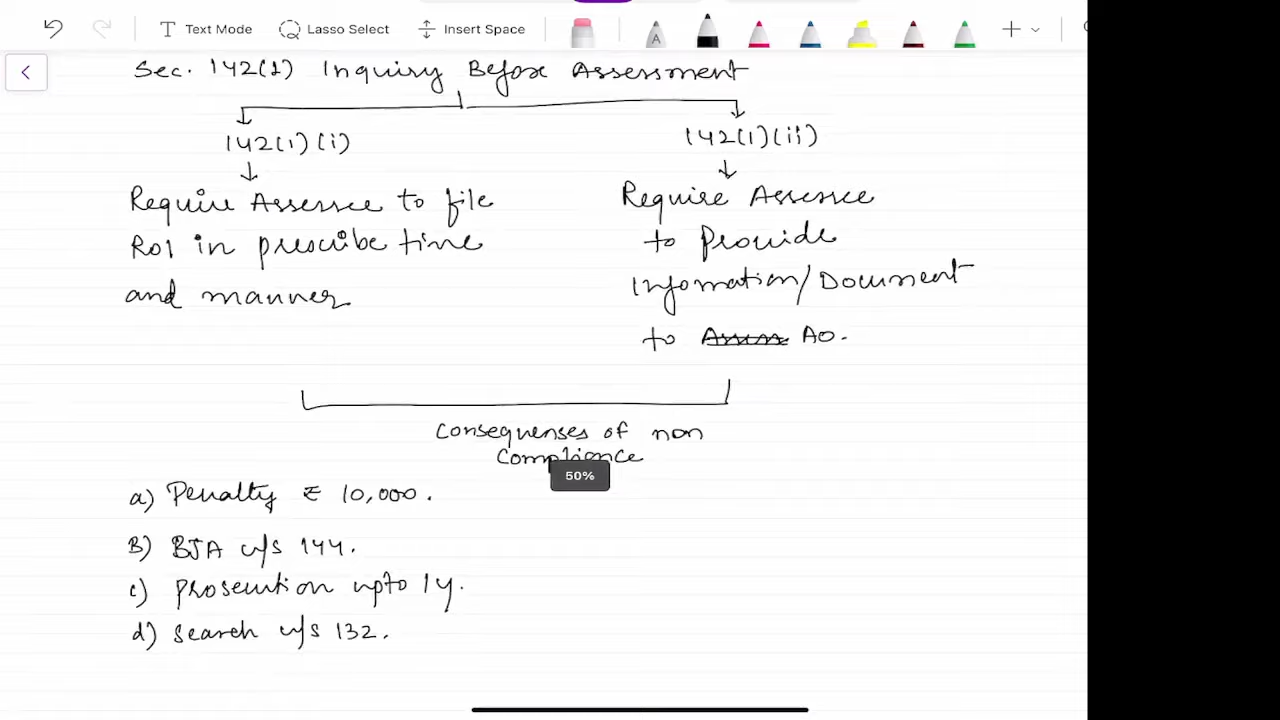 Text Mode Lasso Select Insert Space
Sec. 142(1) Inquiry Before Assessment
142(1)(i) 142(1)(ii)
Require Assessee to file
ROI in prescribe time
and manner
Require Assessee
to Provide
Infomation/Document
to AO.
Consequenses of non
Compliance
50%
a) Penalty ₹ 10,000.
B) BJA u/s 144.
c) Prosecution upto 1y.
d) Search u/s 132.